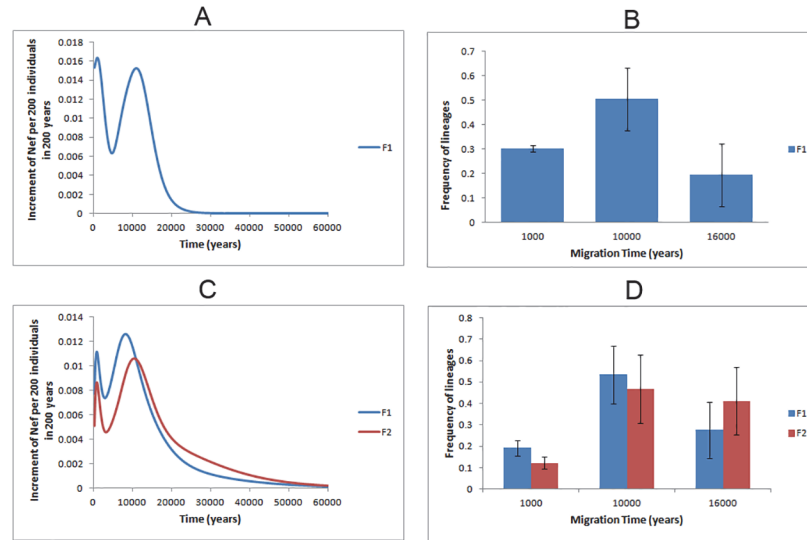 A
Increment of Nef per 200 individuals
in 200 years
0.018
0.016
0.014
0.012
0.01
0.008
0.006
0.004
0.002
0
0 10000 20000 30000 40000 50000 60000
Time (years)
F1
B
Frequency of lineages
0.7
0.6
0.5
0.4
0.3
0.2
0.1
0
1000 10000 16000
Migration Time (years)
F1
C
Increment of Nef per 200 individuals
in 200 years
0.014
0.012
0.01
0.008
0.006
0.004
0.002
0
0 10000 20000 30000 40000 50000 60000
Time (years)
F1
F2
D
Frequency of lineages
0.8
0.7
0.6
0.5
0.4
0.3
0.2
0.1
0
1000 10000 16000
Migration Time (years)
F1
F2